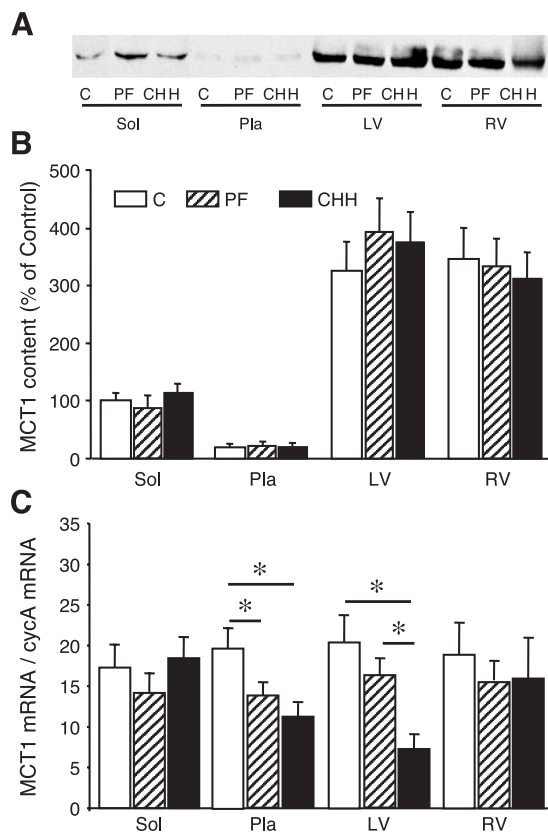 A
C PF CHH C PF CHH C PF CHH C PF CHH
Sol Pla LV RV
B
MCT1 content (% of Control)
500
400
300
200
100
0
C PF CHH
Sol Pla LV RV
C
MCT1 mRNA / cycA mRNA
35
30
25
20
15
10
5
0
* * * *
Sol Pla LV RV